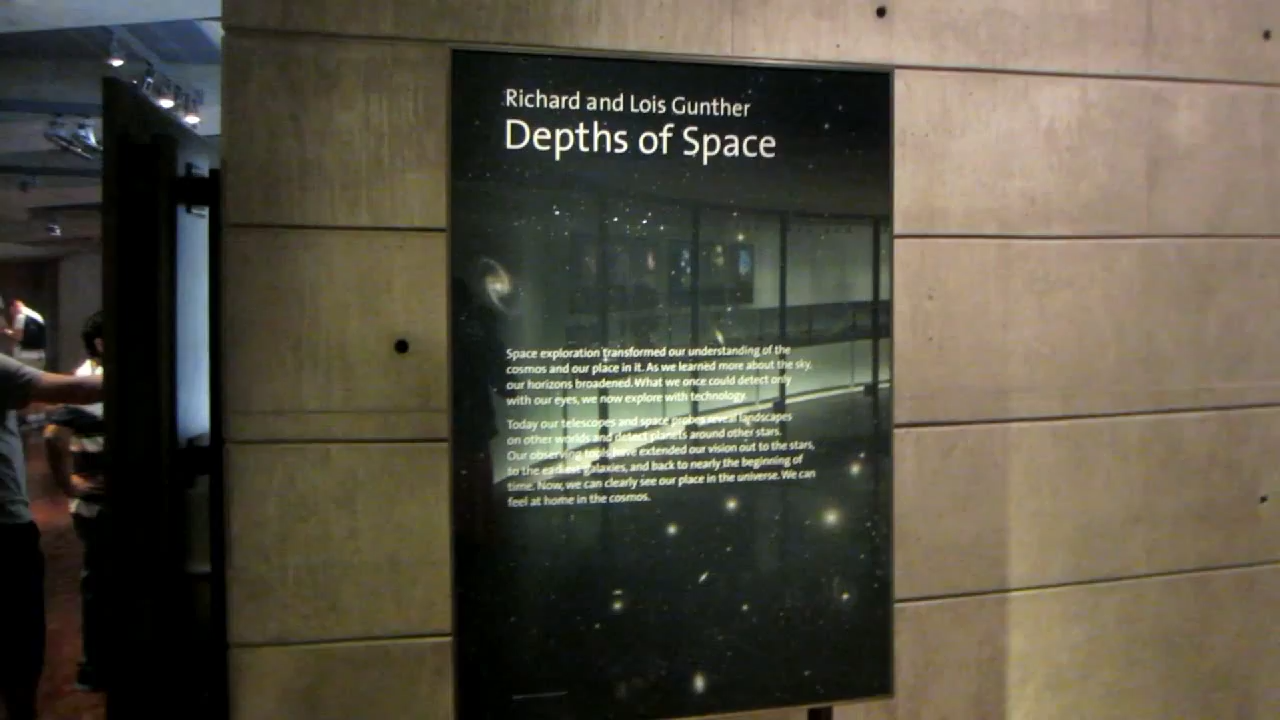 Richard and Lois Gunther
Depths of Space
Space exploration transformed our understanding of the
cosmos and our place in it. As we learned more about the sky,
our horizons broadened. What we once could detect only
with our eyes, we now explore with technology.
Today our telescopes and space probes reveal landscapes
on other worlds and detect planets around other stars.
Our observing tools have extended our vision out to the stars,
to the earliest galaxies, and back to nearly the beginning of
time. Now, we can clearly see our place in the universe. We can
feel at home in the cosmos.